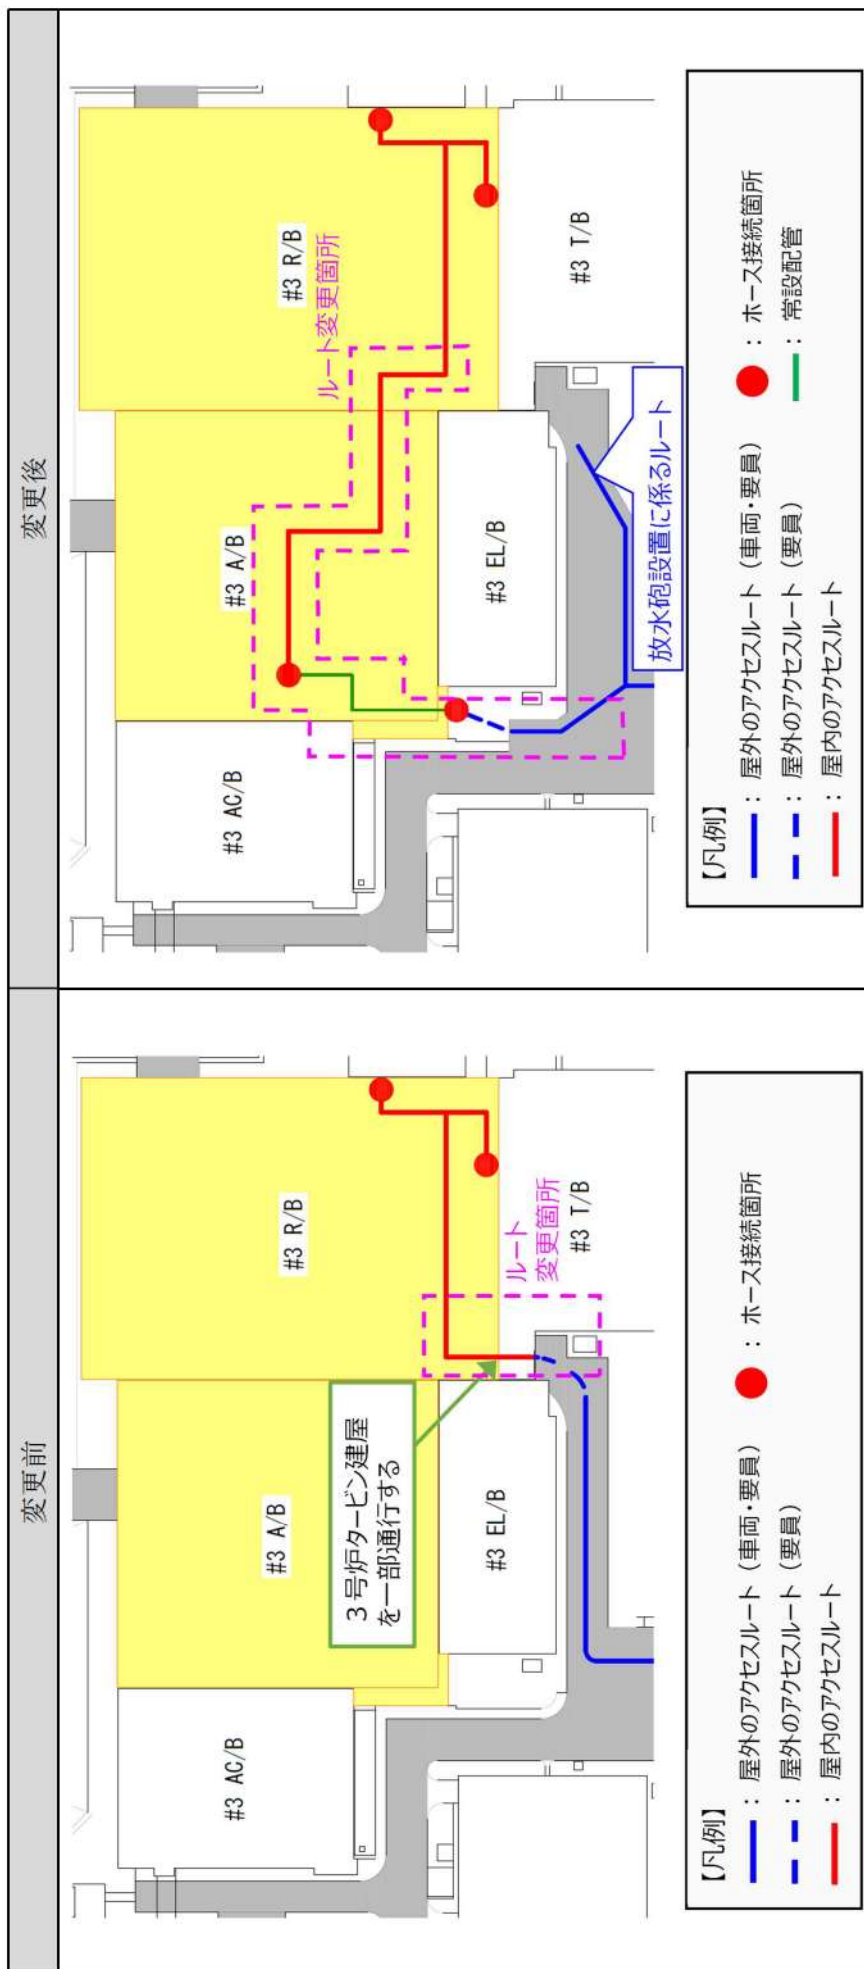 変更前
#3 R/B
#3 A/B
#3 AC/B
#3 EL/B
#3 T/B
ルート
変更箇所
3号炉タービン建屋
を一部通行する
【凡例】
：屋外のアクセスルート（車両・要員）
：屋外のアクセスルート（要員）
：屋内のアクセスルート
：ホース接続箇所
変更後
#3 R/B
ルート変更箇所
#3 A/B
#3 AC/B
#3 EL/B
#3 T/B
放水砲設置に係るルート
【凡例】
：屋外のアクセスルート（車両・要員）
：屋外のアクセスルート（要員）
：屋内のアクセスルート
：ホース接続箇所
：常設配管